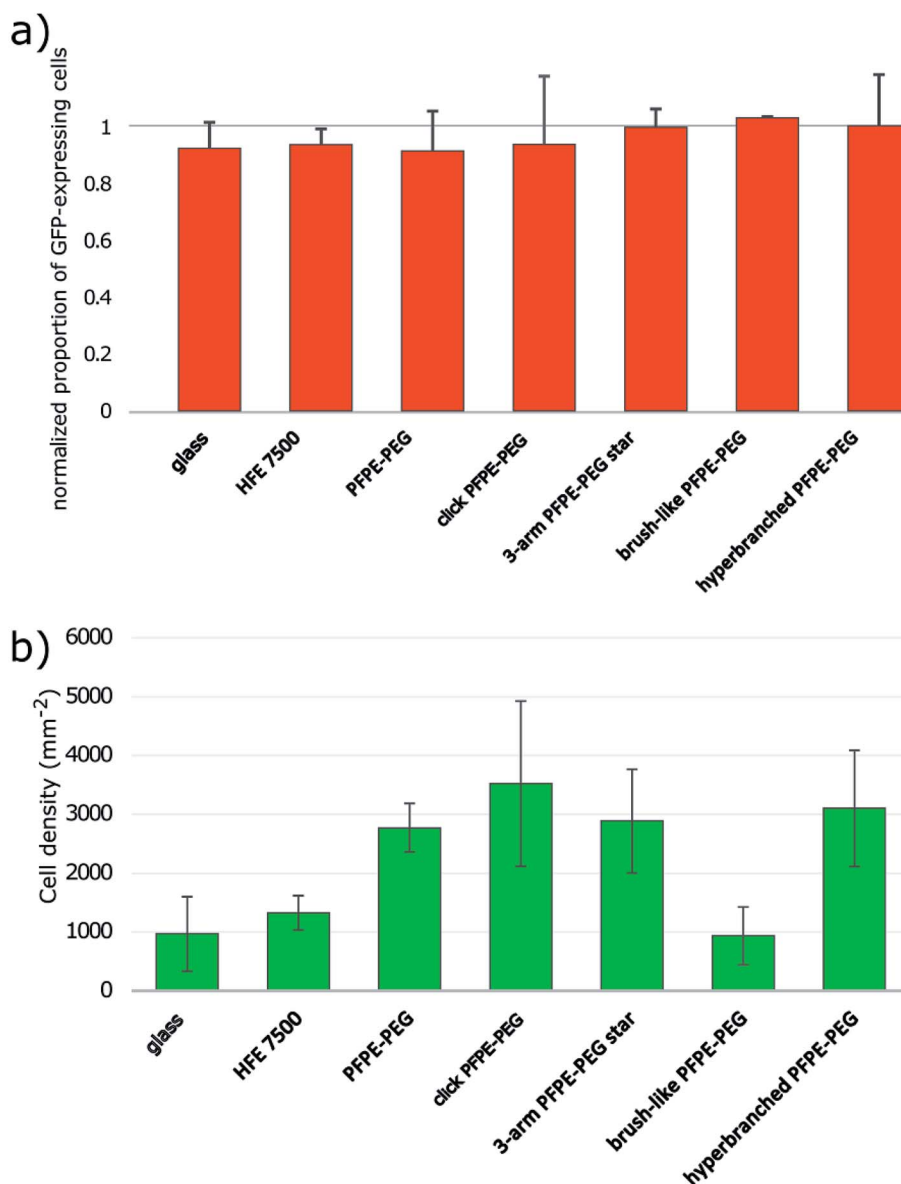 a)
normalized proportion of GFP-expressing cells
1
0.8
0.6
0.4
0.2
0
glass
HFE 7500
PFPE-PEG
click PFPE-PEG
3-arm PFPE-PEG star
brush-like PFPE-PEG
hyperbranched PFPE-PEG
b)
Cell density (mm⁻²)
6000
5000
4000
3000
2000
1000
0
glass
HFE 7500
PFPE-PEG
click PFPE-PEG
3-arm PFPE-PEG star
brush-like PFPE-PEG
hyperbranched PFPE-PEG